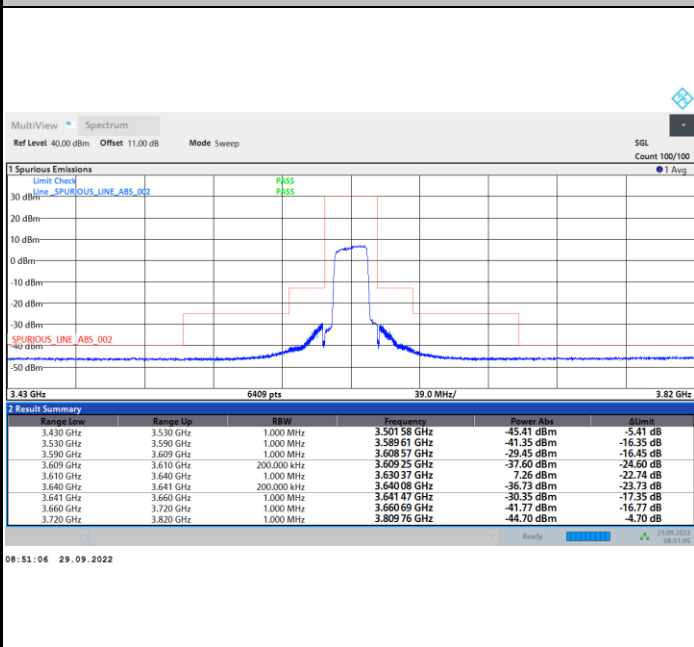 MultiView Spectrum
Ref Level 40.00 dBm Offset 11.00 dB Mode Sweep SGL
Count 100/100
1 Spurious Emissions 1 Avg
Limit Check PASS
Line _SPURIOUS_LINE_ABS_002 PASS
30 dBm
20 dBm
10 dBm
0 dBm
-10 dBm
-20 dBm
-30 dBm
_SPURIOUS_LINE_ABS_002
-40 dBm
-50 dBm
3.43 GHz 6409 pts 39.0 MHz/ 3.82 GHz
2 Result Summary
Range Low Range Up RBW Frequency Power Abs ΔLimit
3.430 GHz 3.530 GHz 1.000 MHz 3.501 58 GHz -45.41 dBm -5.41 dB
3.530 GHz 3.590 GHz 1.000 MHz 3.589 61 GHz -41.35 dBm -16.35 dB
3.590 GHz 3.609 GHz 1.000 MHz 3.608 57 GHz -29.45 dBm -16.45 dB
3.609 GHz 3.610 GHz 200.000 kHz 3.609 25 GHz -37.60 dBm -24.60 dB
3.610 GHz 3.640 GHz 1.000 MHz 3.630 37 GHz 7.26 dBm -22.74 dB
3.640 GHz 3.641 GHz 200.000 kHz 3.640 08 GHz -36.73 dBm -23.73 dB
3.641 GHz 3.660 GHz 1.000 MHz 3.641 47 GHz -30.35 dBm -17.35 dB
3.660 GHz 3.720 GHz 1.000 MHz 3.660 69 GHz -41.77 dBm -16.77 dB
3.720 GHz 3.820 GHz 1.000 MHz 3.809 76 GHz -44.70 dBm -4.70 dB
Ready 29.09.2022
08:51:05
08:51:06 29.09.2022